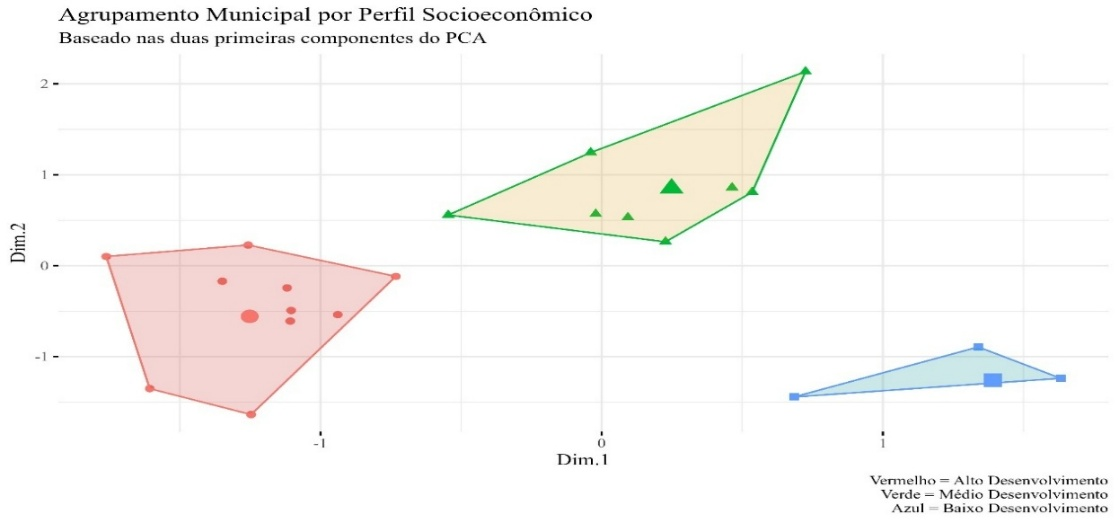 Agrupamento Municipal por Perfil Socioeconômico
Baseado nas duas primeiras componentes do PCA
2
1
0
-1
Dim.2
-1
0
1
Dim.1
Vermelho = Alto Desenvolvimento
Verde = Médio Desenvolvimento
Azul = Baixo Desenvolvimento